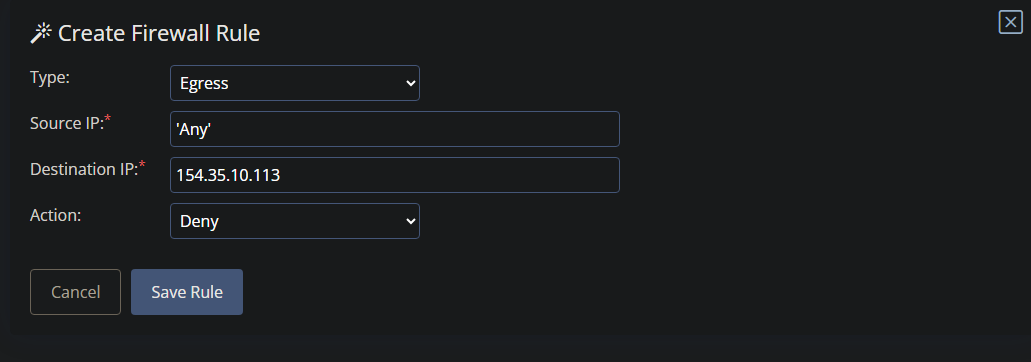 Create Firewall Rule
Type: Egress
Source IP:* 'Any'
Destination IP:* 154.35.10.113
Action: Deny
Cancel Save Rule